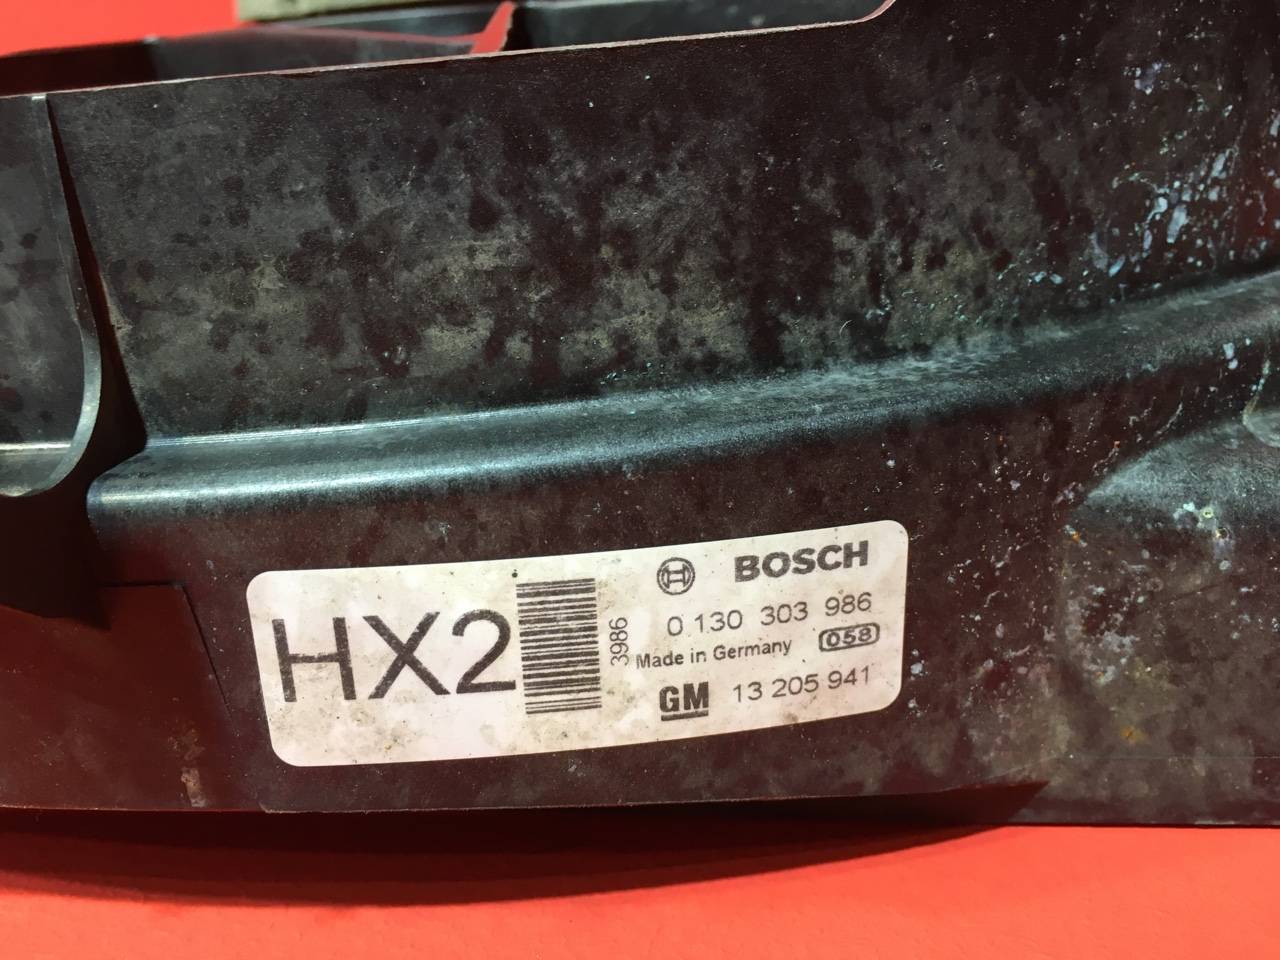 HX2
3986
BOSCH
0 130 303 986
Made in Germany 058
GM 13 205 941